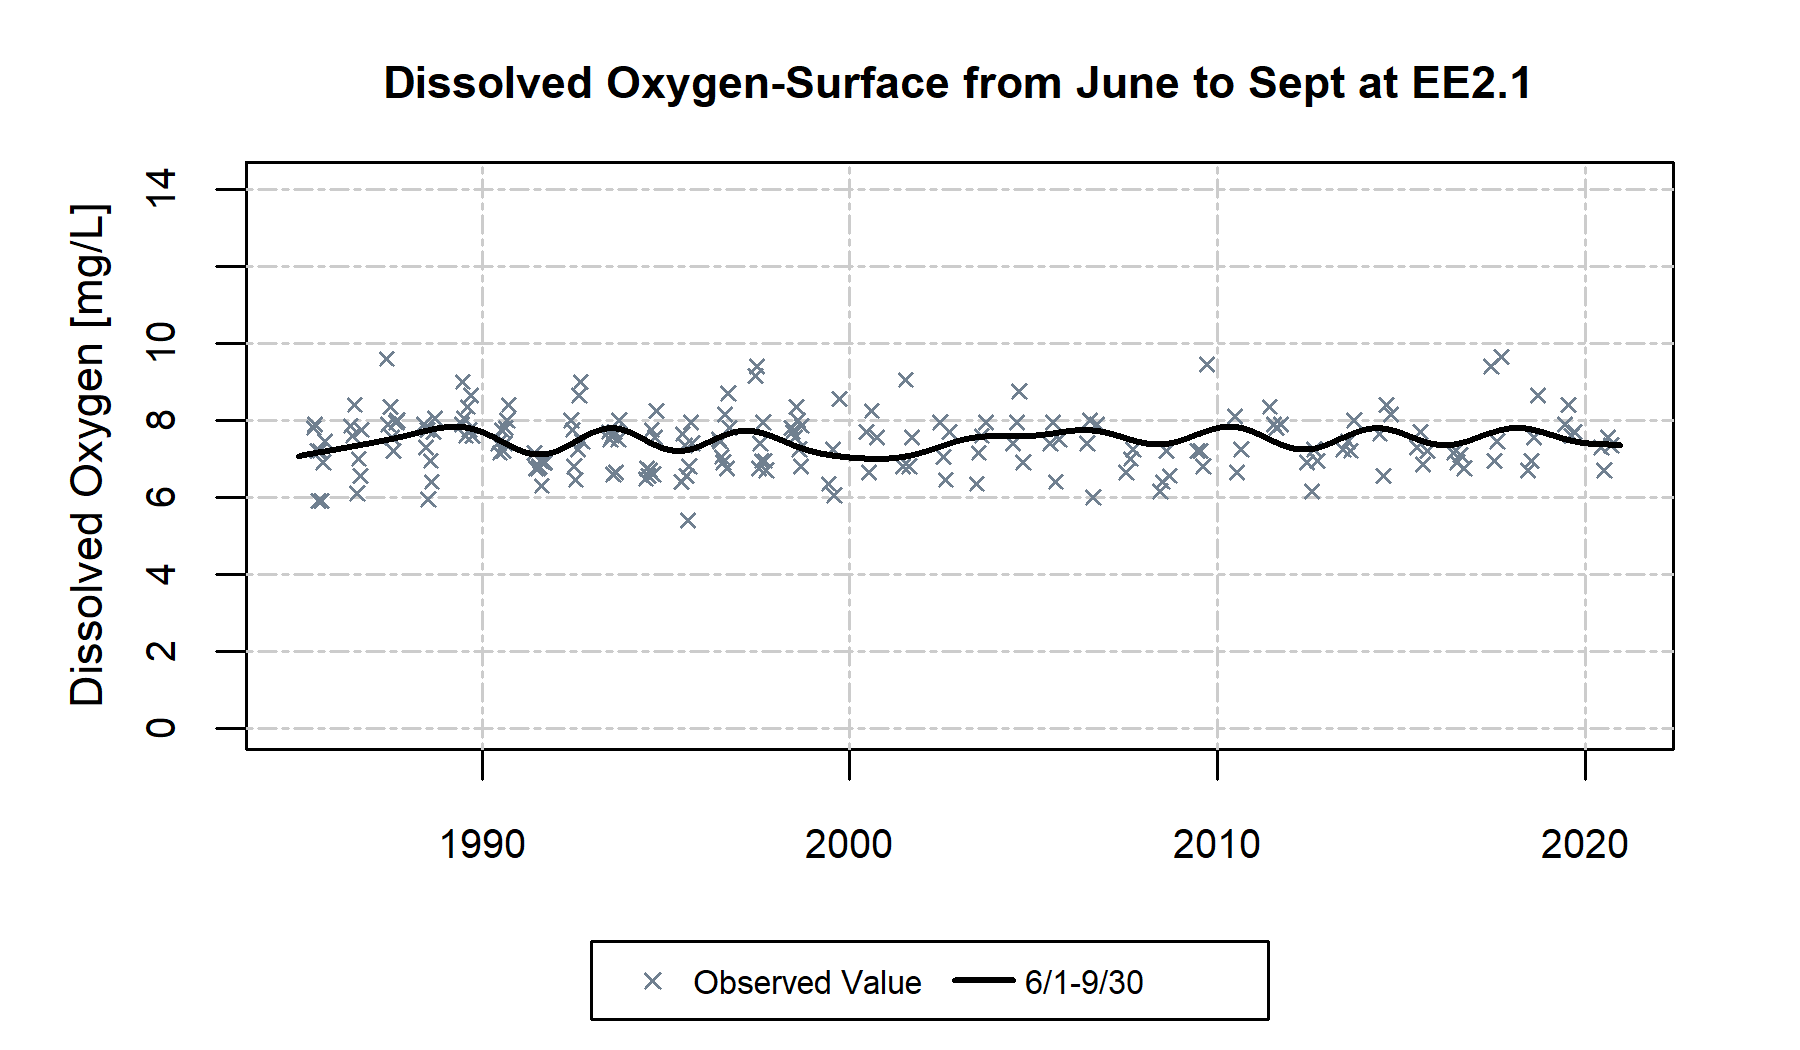 Dissolved Oxygen-Surface from June to Sept at EE2.1
Dissolved Oxygen [mg/L]
14
10
8
6
4
2
0
1990 2000 2010 2020
Observed Value 6/1-9/30